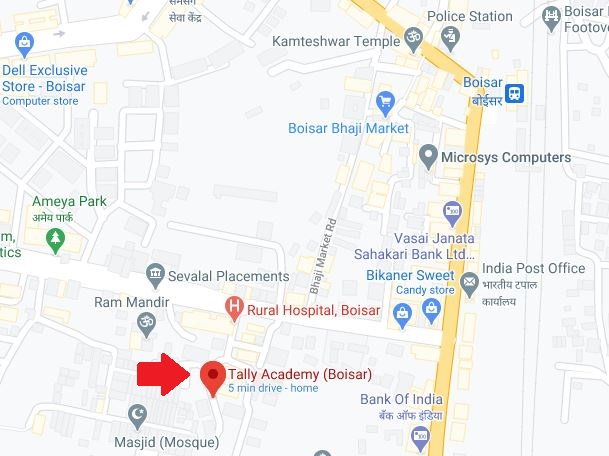 समसंग
सेवा केंद्र
Police Station
Boisar
Footove
Kamteshwar Temple
Dell Exclusive
Store - Boisar
Computer store
Boisar
बोईसर
Boisar Bhaji Market
Microsys Computers
Ameya Park
अमेय पार्क
Vasai Janata
Sahakari Bank Ltd...
Bhaji Market Rd
tics
Sevalal Placements
Bikaner Sweet
Candy store
India Post Office
भारतीय टपाल
कार्यालय
Ram Mandir
H
Rural Hospital, Boisar
Tally Academy (Boisar)
5 min drive - home
Bank Of India
बँक ऑफ इंडिया
Masjid (Mosque)